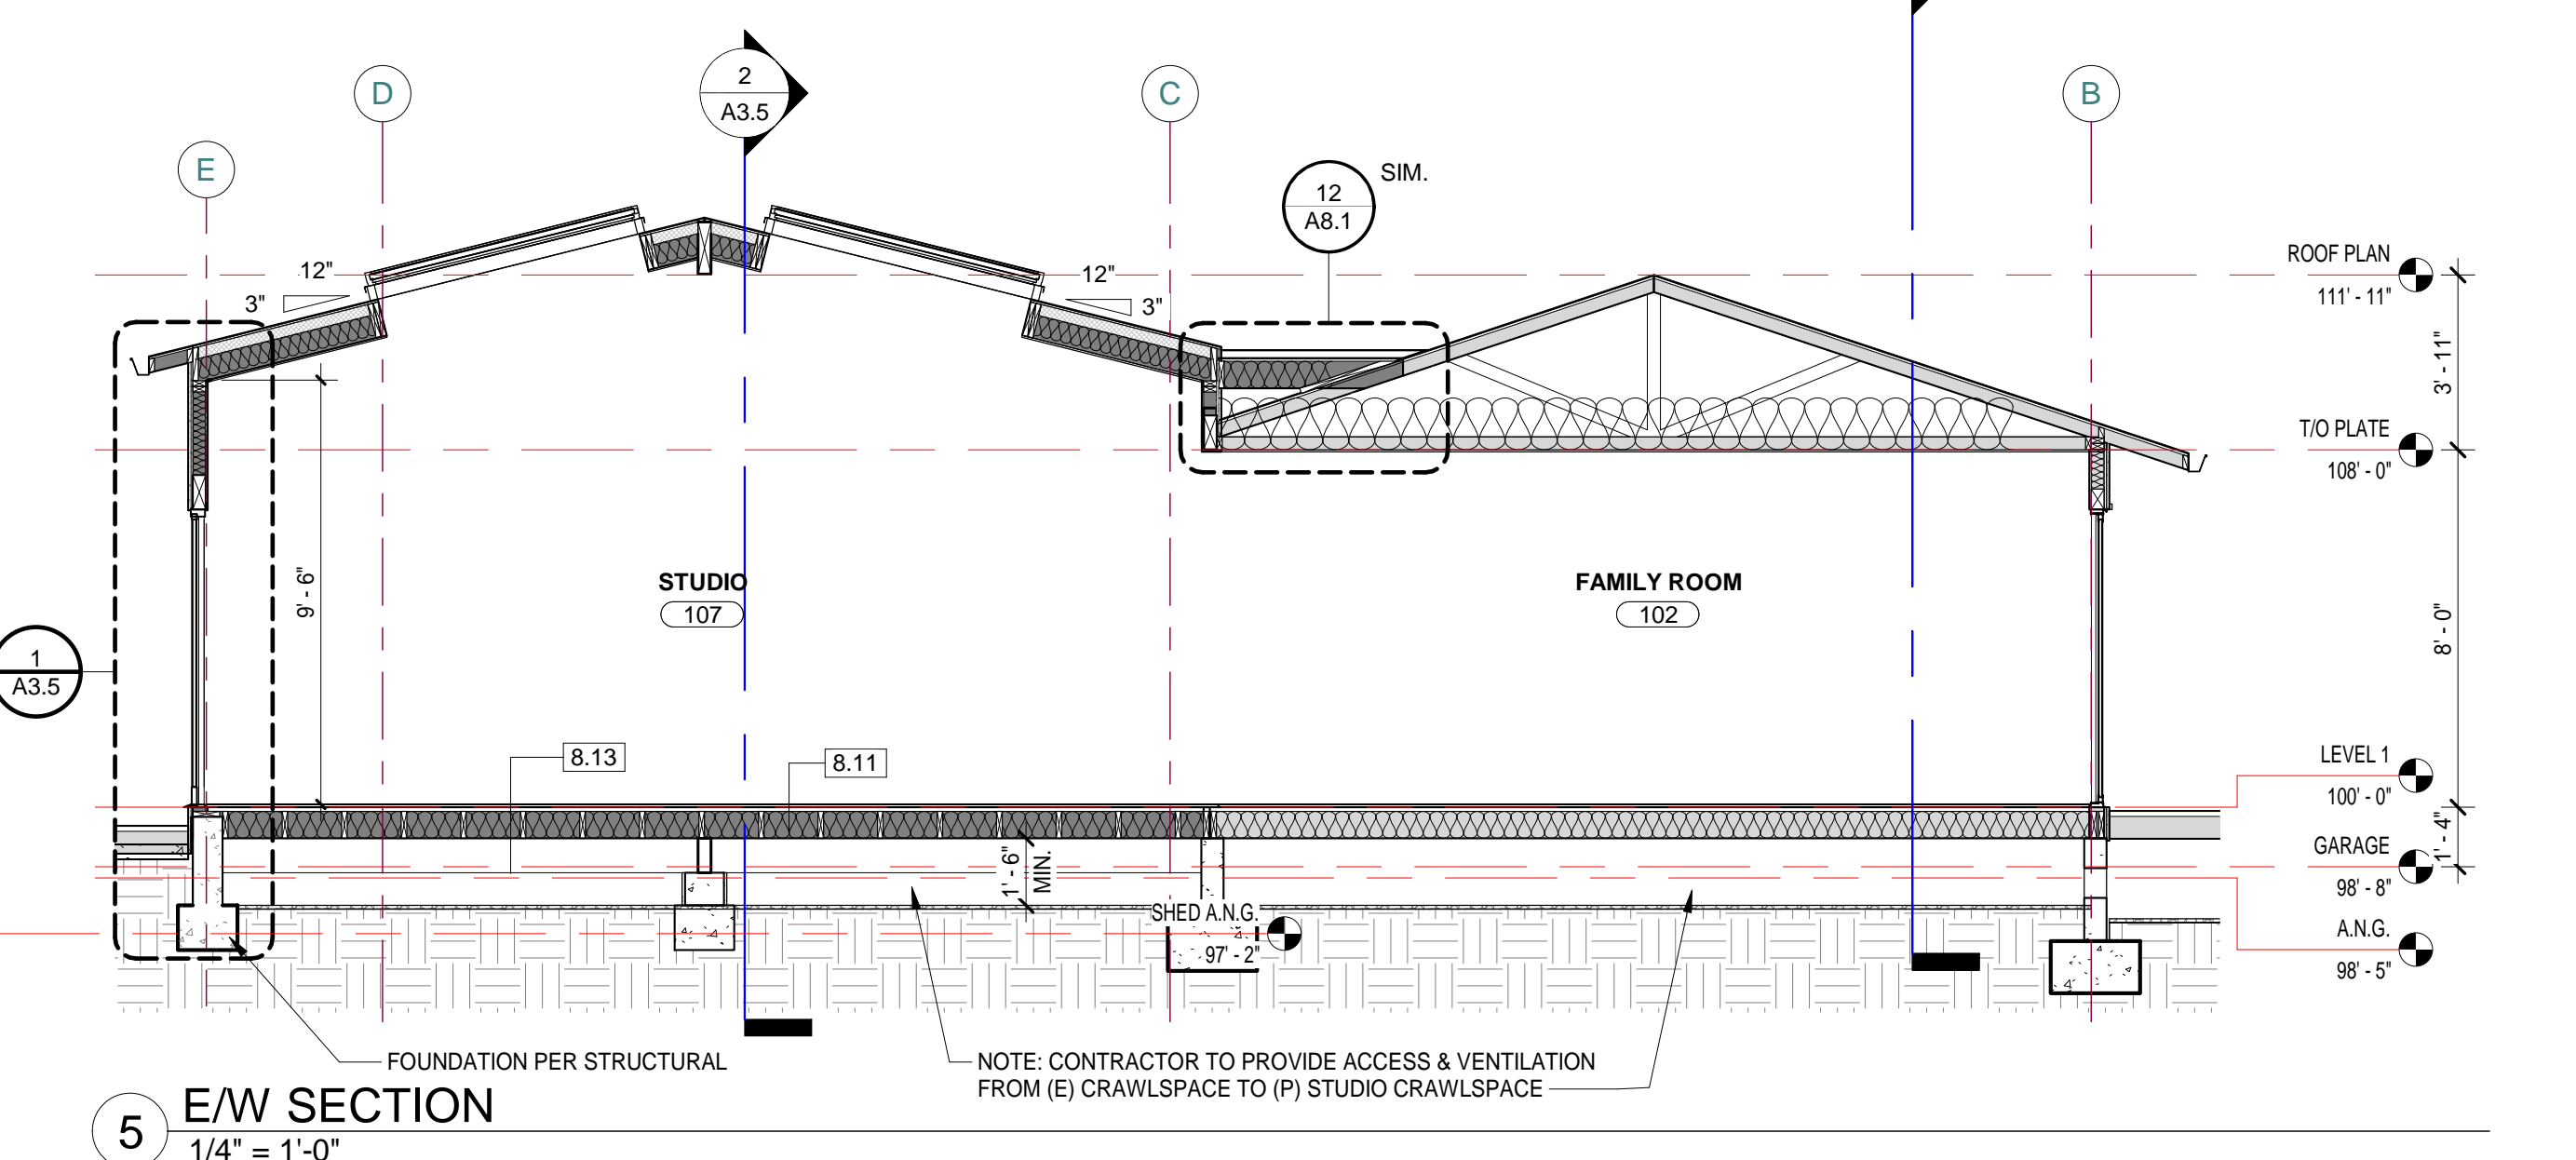 2
A3.5
D
C
B
E
12
A8.1
SIM.
ROOF PLAN
111' - 11"
12"
3"
12"
3"
3' - 11"
T/O PLATE
108' - 0"
9' - 6"
STUDIO
107
FAMILY ROOM
102
8' - 0"
1
A3.5
8.13
8.11
LEVEL 1
100' - 0"
1' - 4"
GARAGE
98' - 8"
1' - 6"
MIN.
SHED A.N.G.
97' - 2"
A.N.G.
98' - 5"
FOUNDATION PER STRUCTURAL
NOTE: CONTRACTOR TO PROVIDE ACCESS & VENTILATION
FROM (E) CRAWLSPACE TO (P) STUDIO CRAWLSPACE
5
E/W SECTION
1/4" = 1'-0"